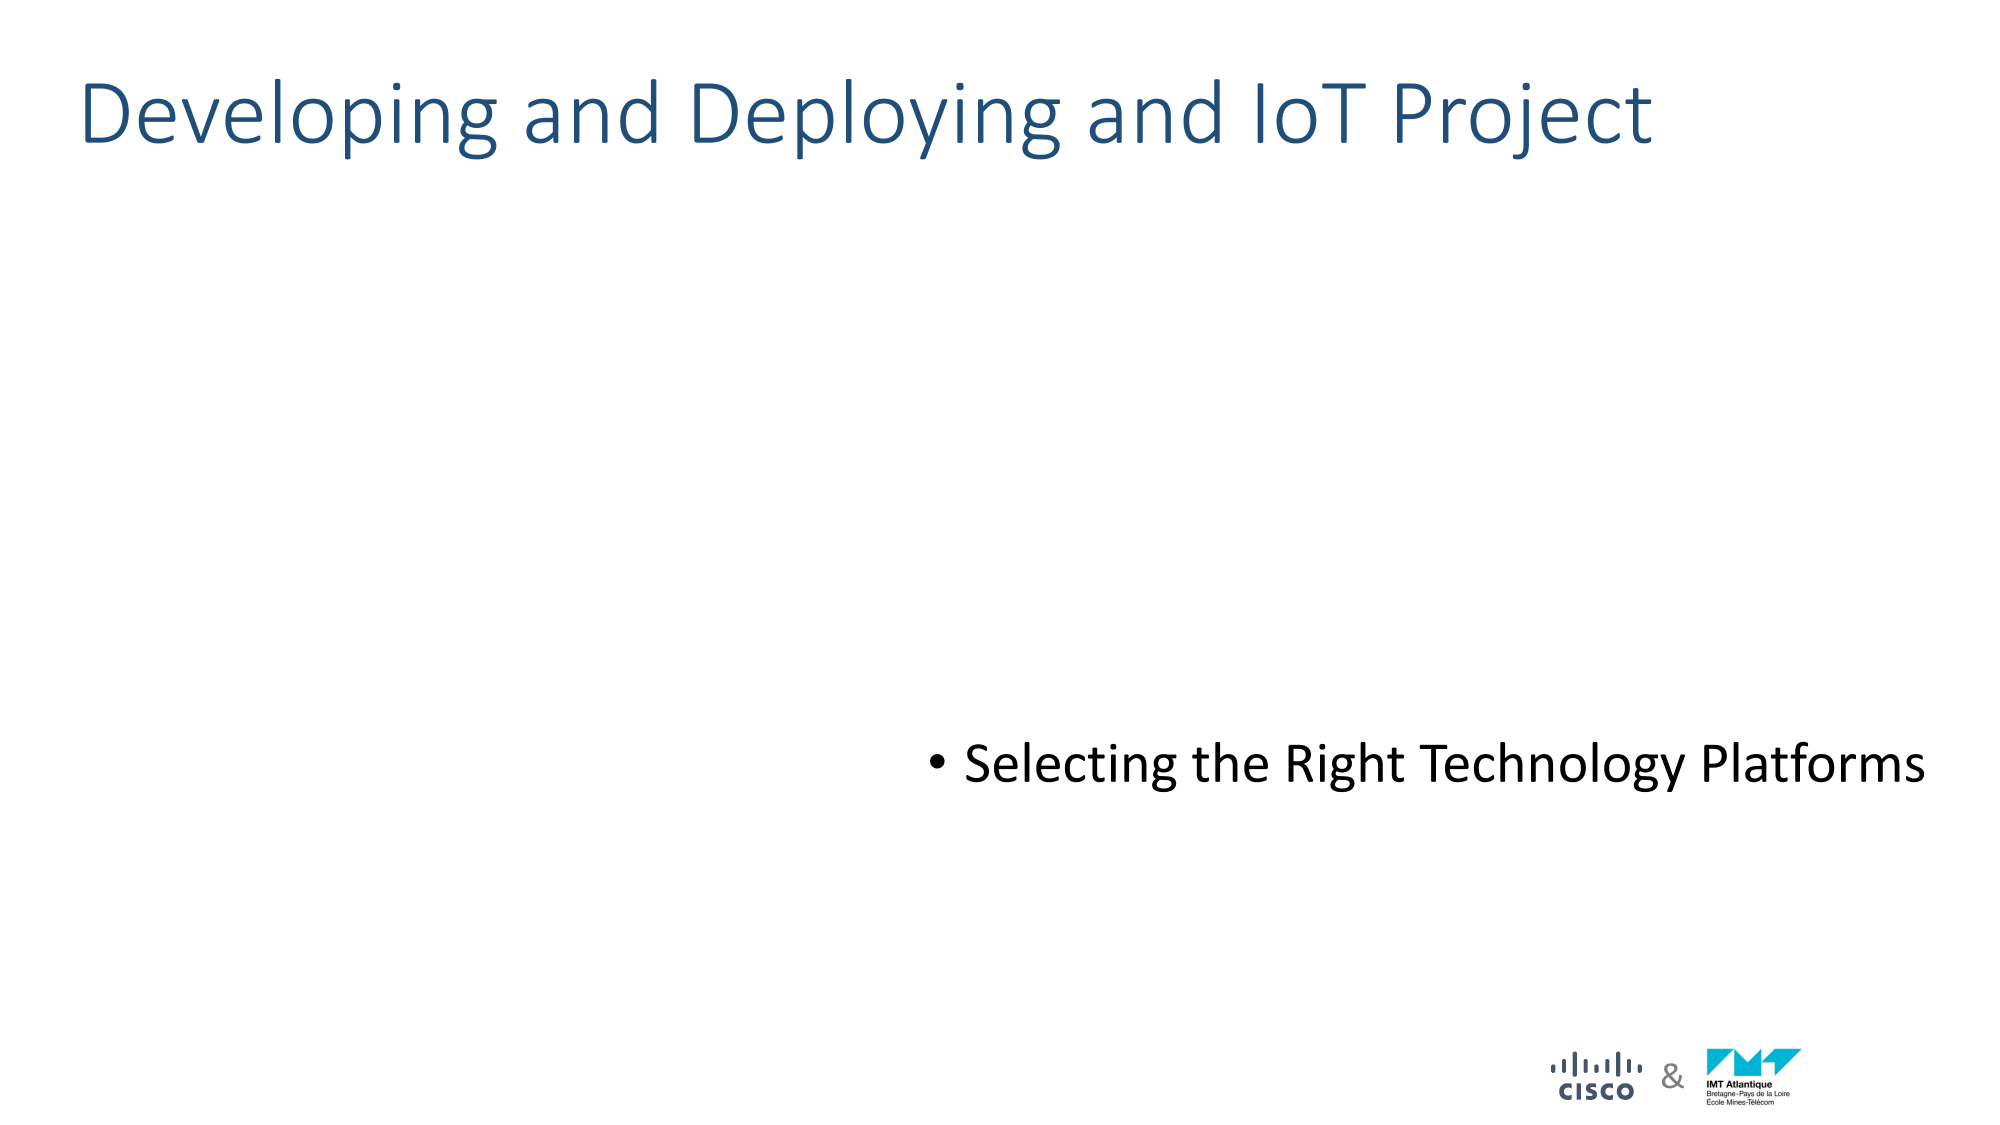 Developing and Deploying and IoT Project
• Selecting the Right Technology Platforms
CISCO
&
IMT Atlantique
Bretagne-Pays de la Loire
École Mines-Télécom